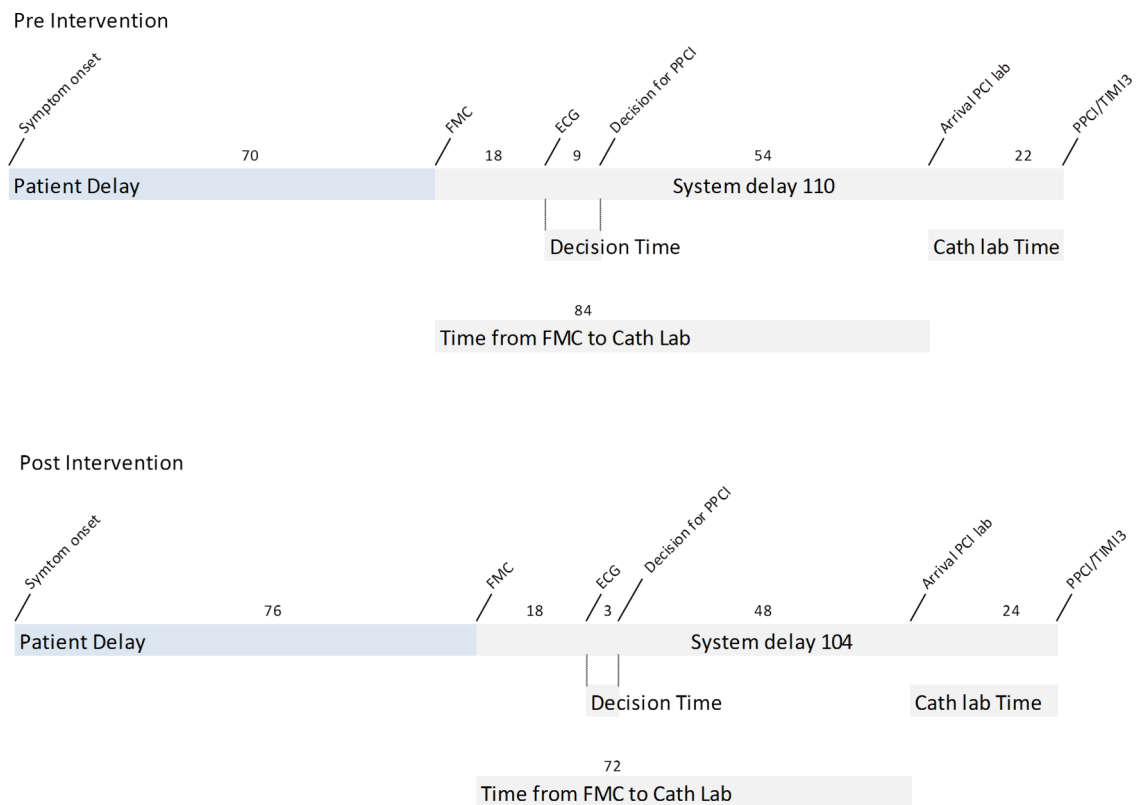 Pre Intervention
Symptom onset
FMC
ECG
Decision for PPCI
Arrival PCI lab
PPCI/TIMI3
70
18
9
54
22
Patient Delay
System delay 110
Decision Time
Cath lab Time
84
Time from FMC to Cath Lab
Post Intervention
Symtom onset
FMC
ECG
Decision for PPCI
Arrival PCI lab
PPCI/TIMI3
76
18
3
48
24
Patient Delay
System delay 104
Decision Time
Cath lab Time
72
Time from FMC to Cath Lab